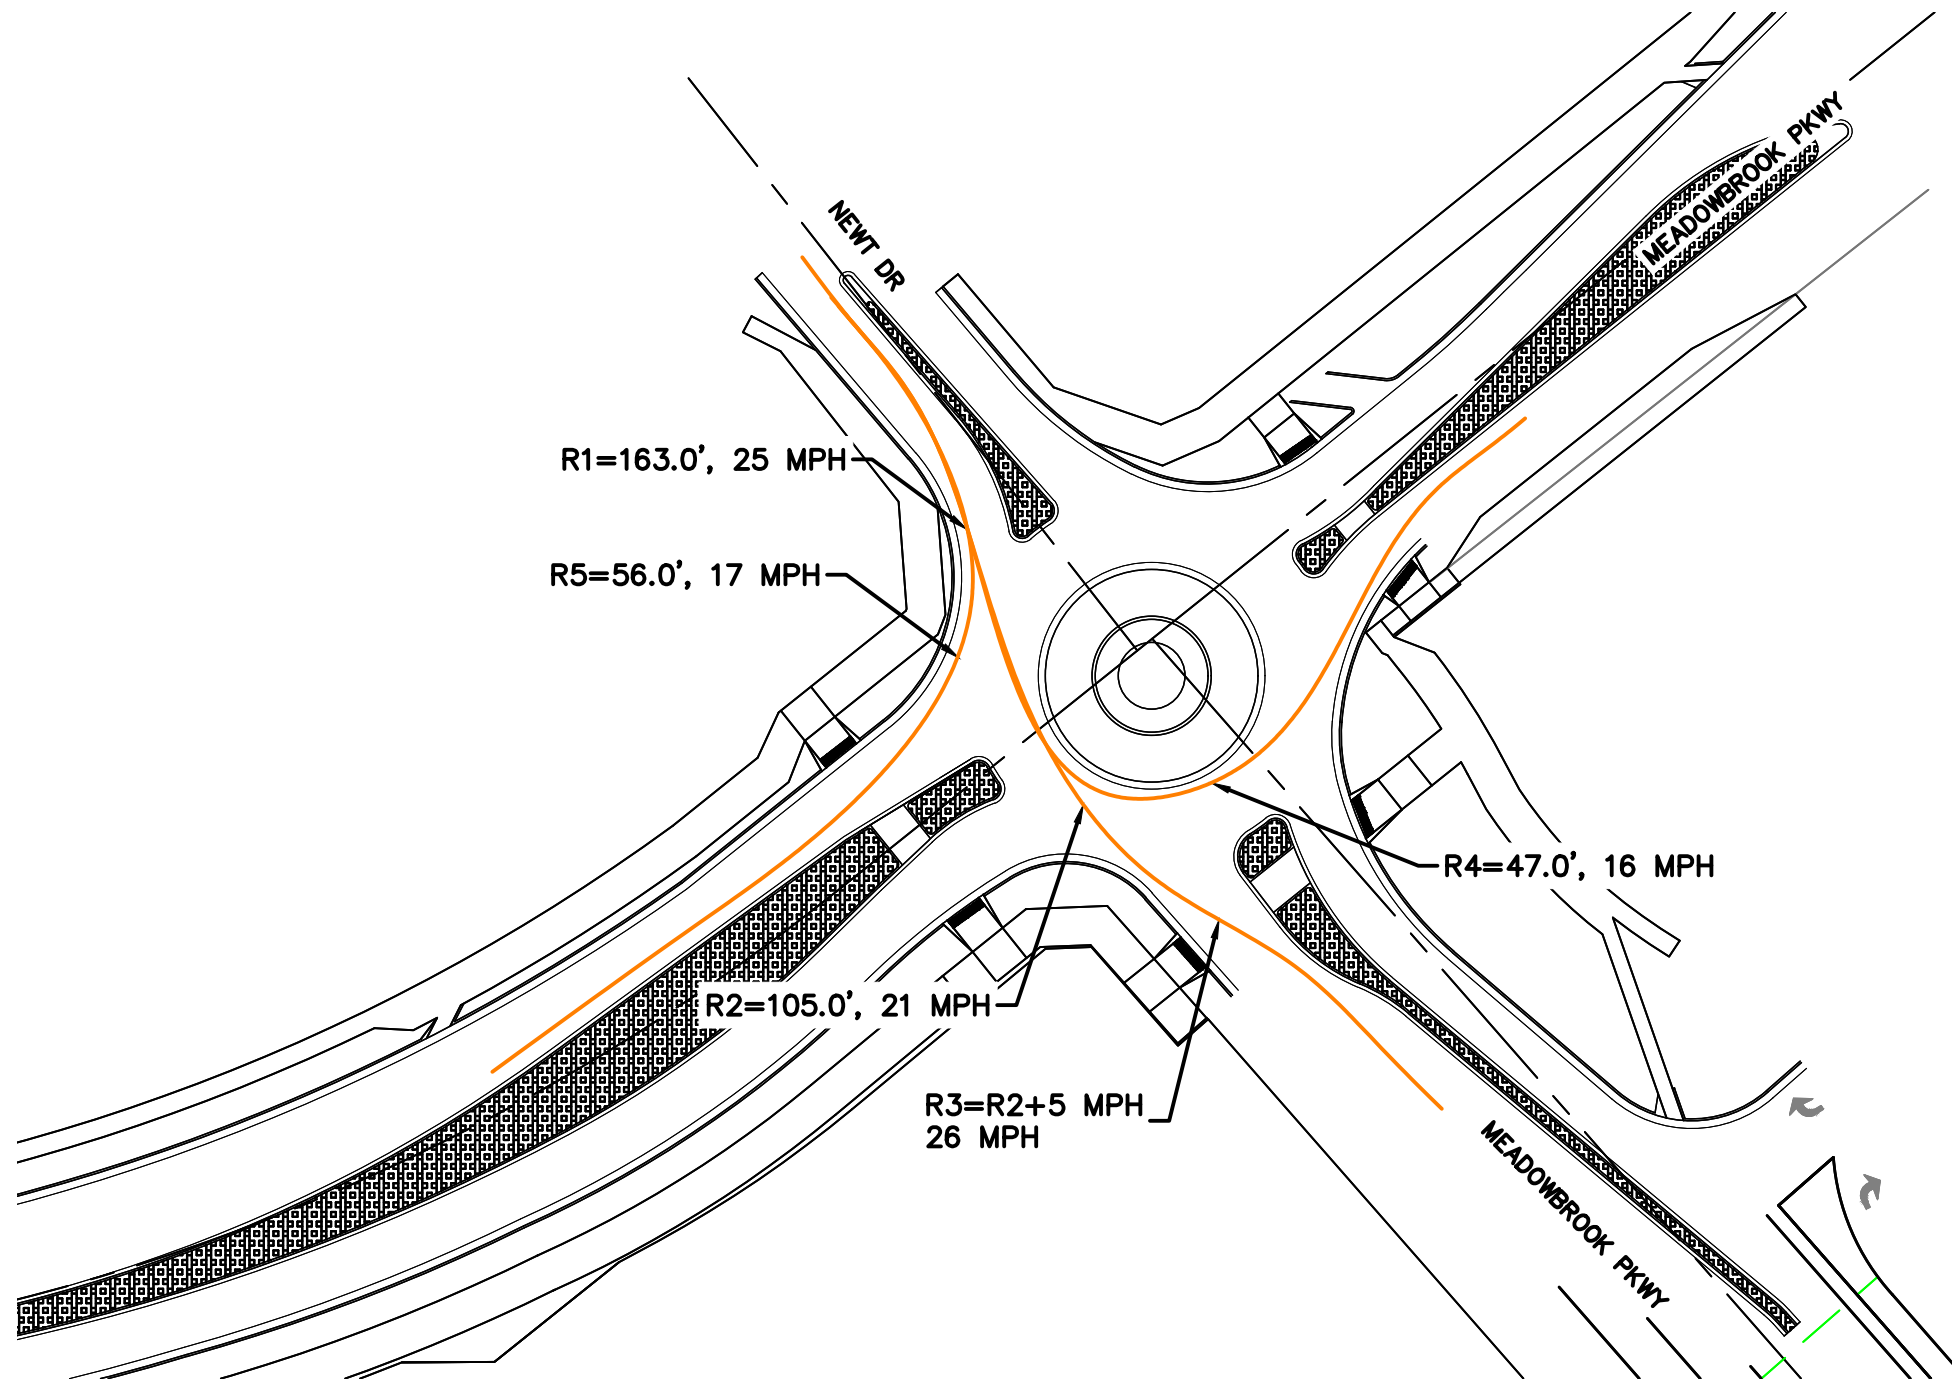 MEADOWBROOK PKWY
NEWT DR
R1=163.0', 25 MPH
R5=56.0', 17 MPH
R4=47.0', 16 MPH
R2=105.0', 21 MPH
R3=R2+5 MPH
26 MPH
MEADOWBROOK PKWY